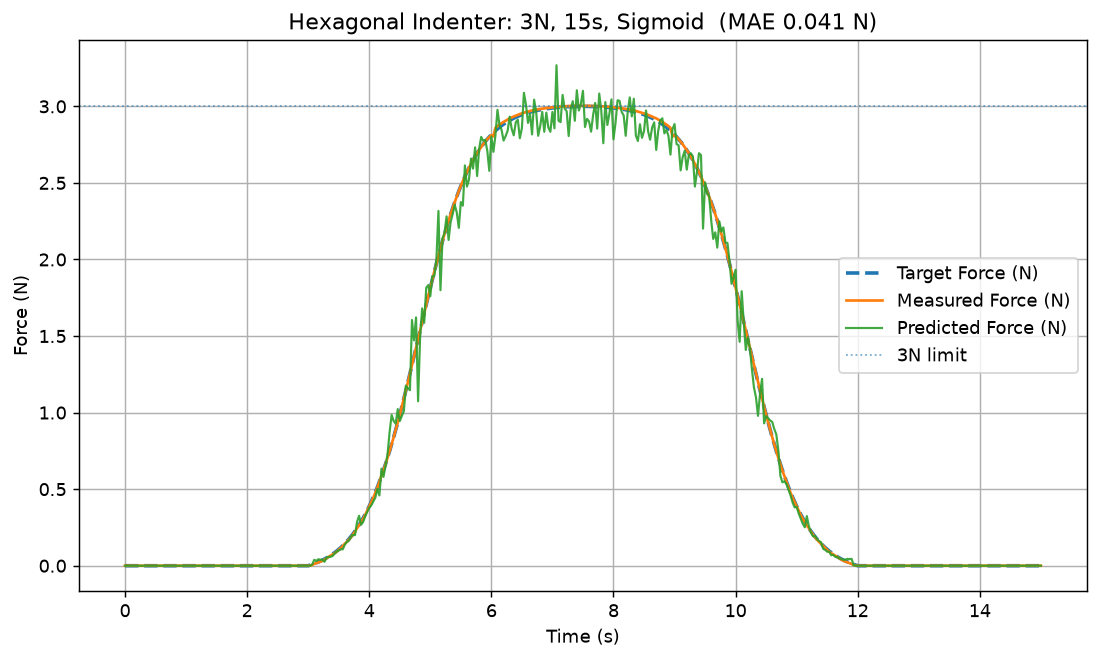 Hexagonal Indenter: 3N, 15s, Sigmoid  (MAE 0.041 N)
Force (N)
3.0
2.5
2.0
1.5
1.0
0.5
0.0
Target Force (N)
Measured Force (N)
Predicted Force (N)
3N limit
0 2 4 6 8 10 12 14
Time (s)